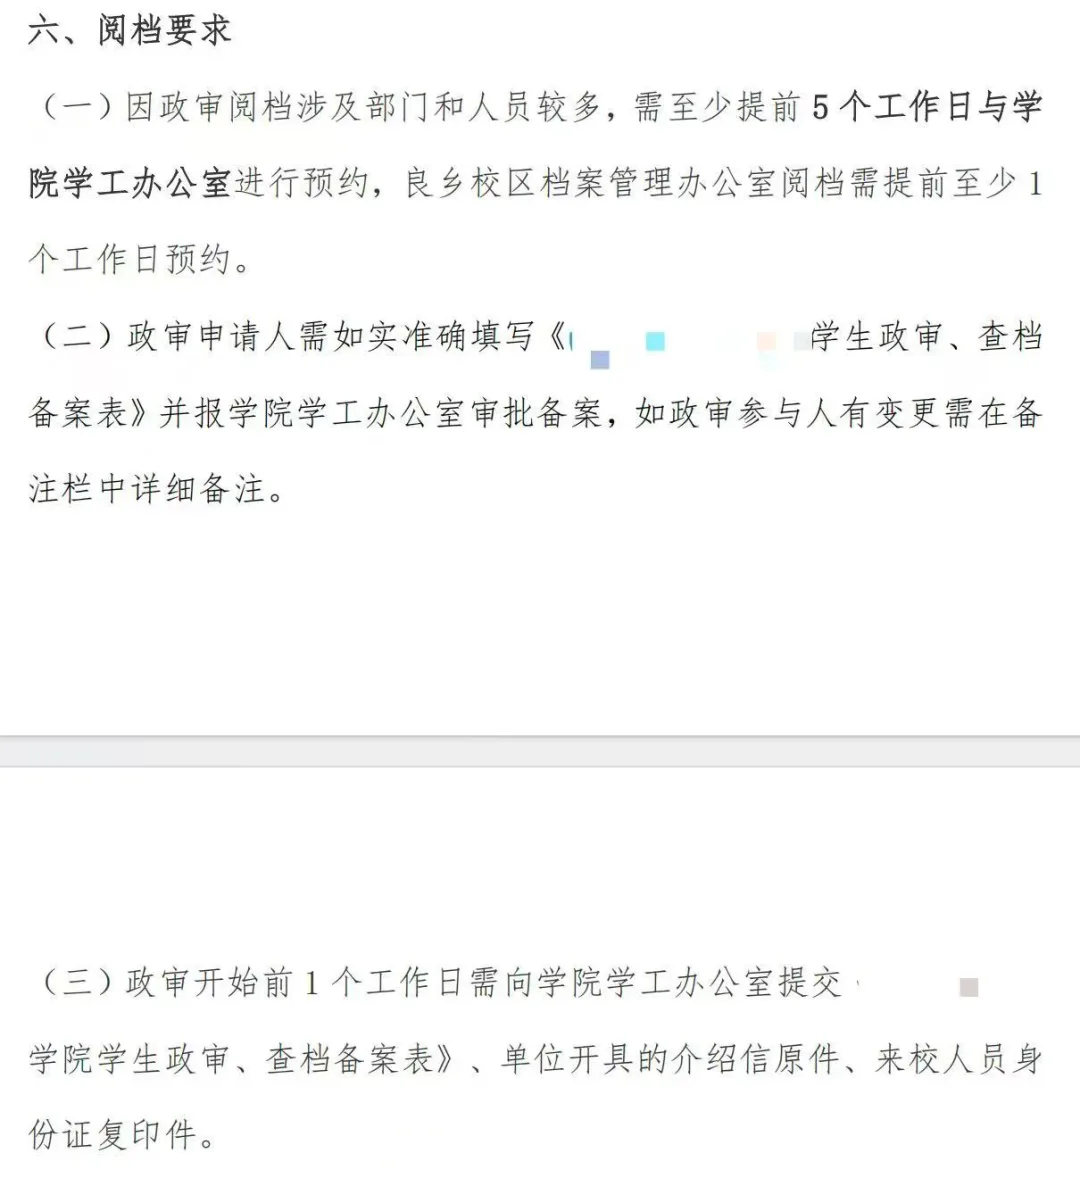 六、阅档要求
（一）因政审阅档涉及部门和人员较多，需至少提前 5 个工作日与学
院学工办公室进行预约，良乡校区档案管理办公室阅档需提前至少 1
个工作日预约。
（二）政审申请人需如实准确填写《学生政审、查档
备案表》并报学院学工办公室审批备案，如政审参与人有变更需在备
注栏中详细备注。
（三）政审开始前 1 个工作日需向学院学工办公室提交
学院学生政审、查档备案表》、单位开具的介绍信原件、来校人员身
份证复印件。